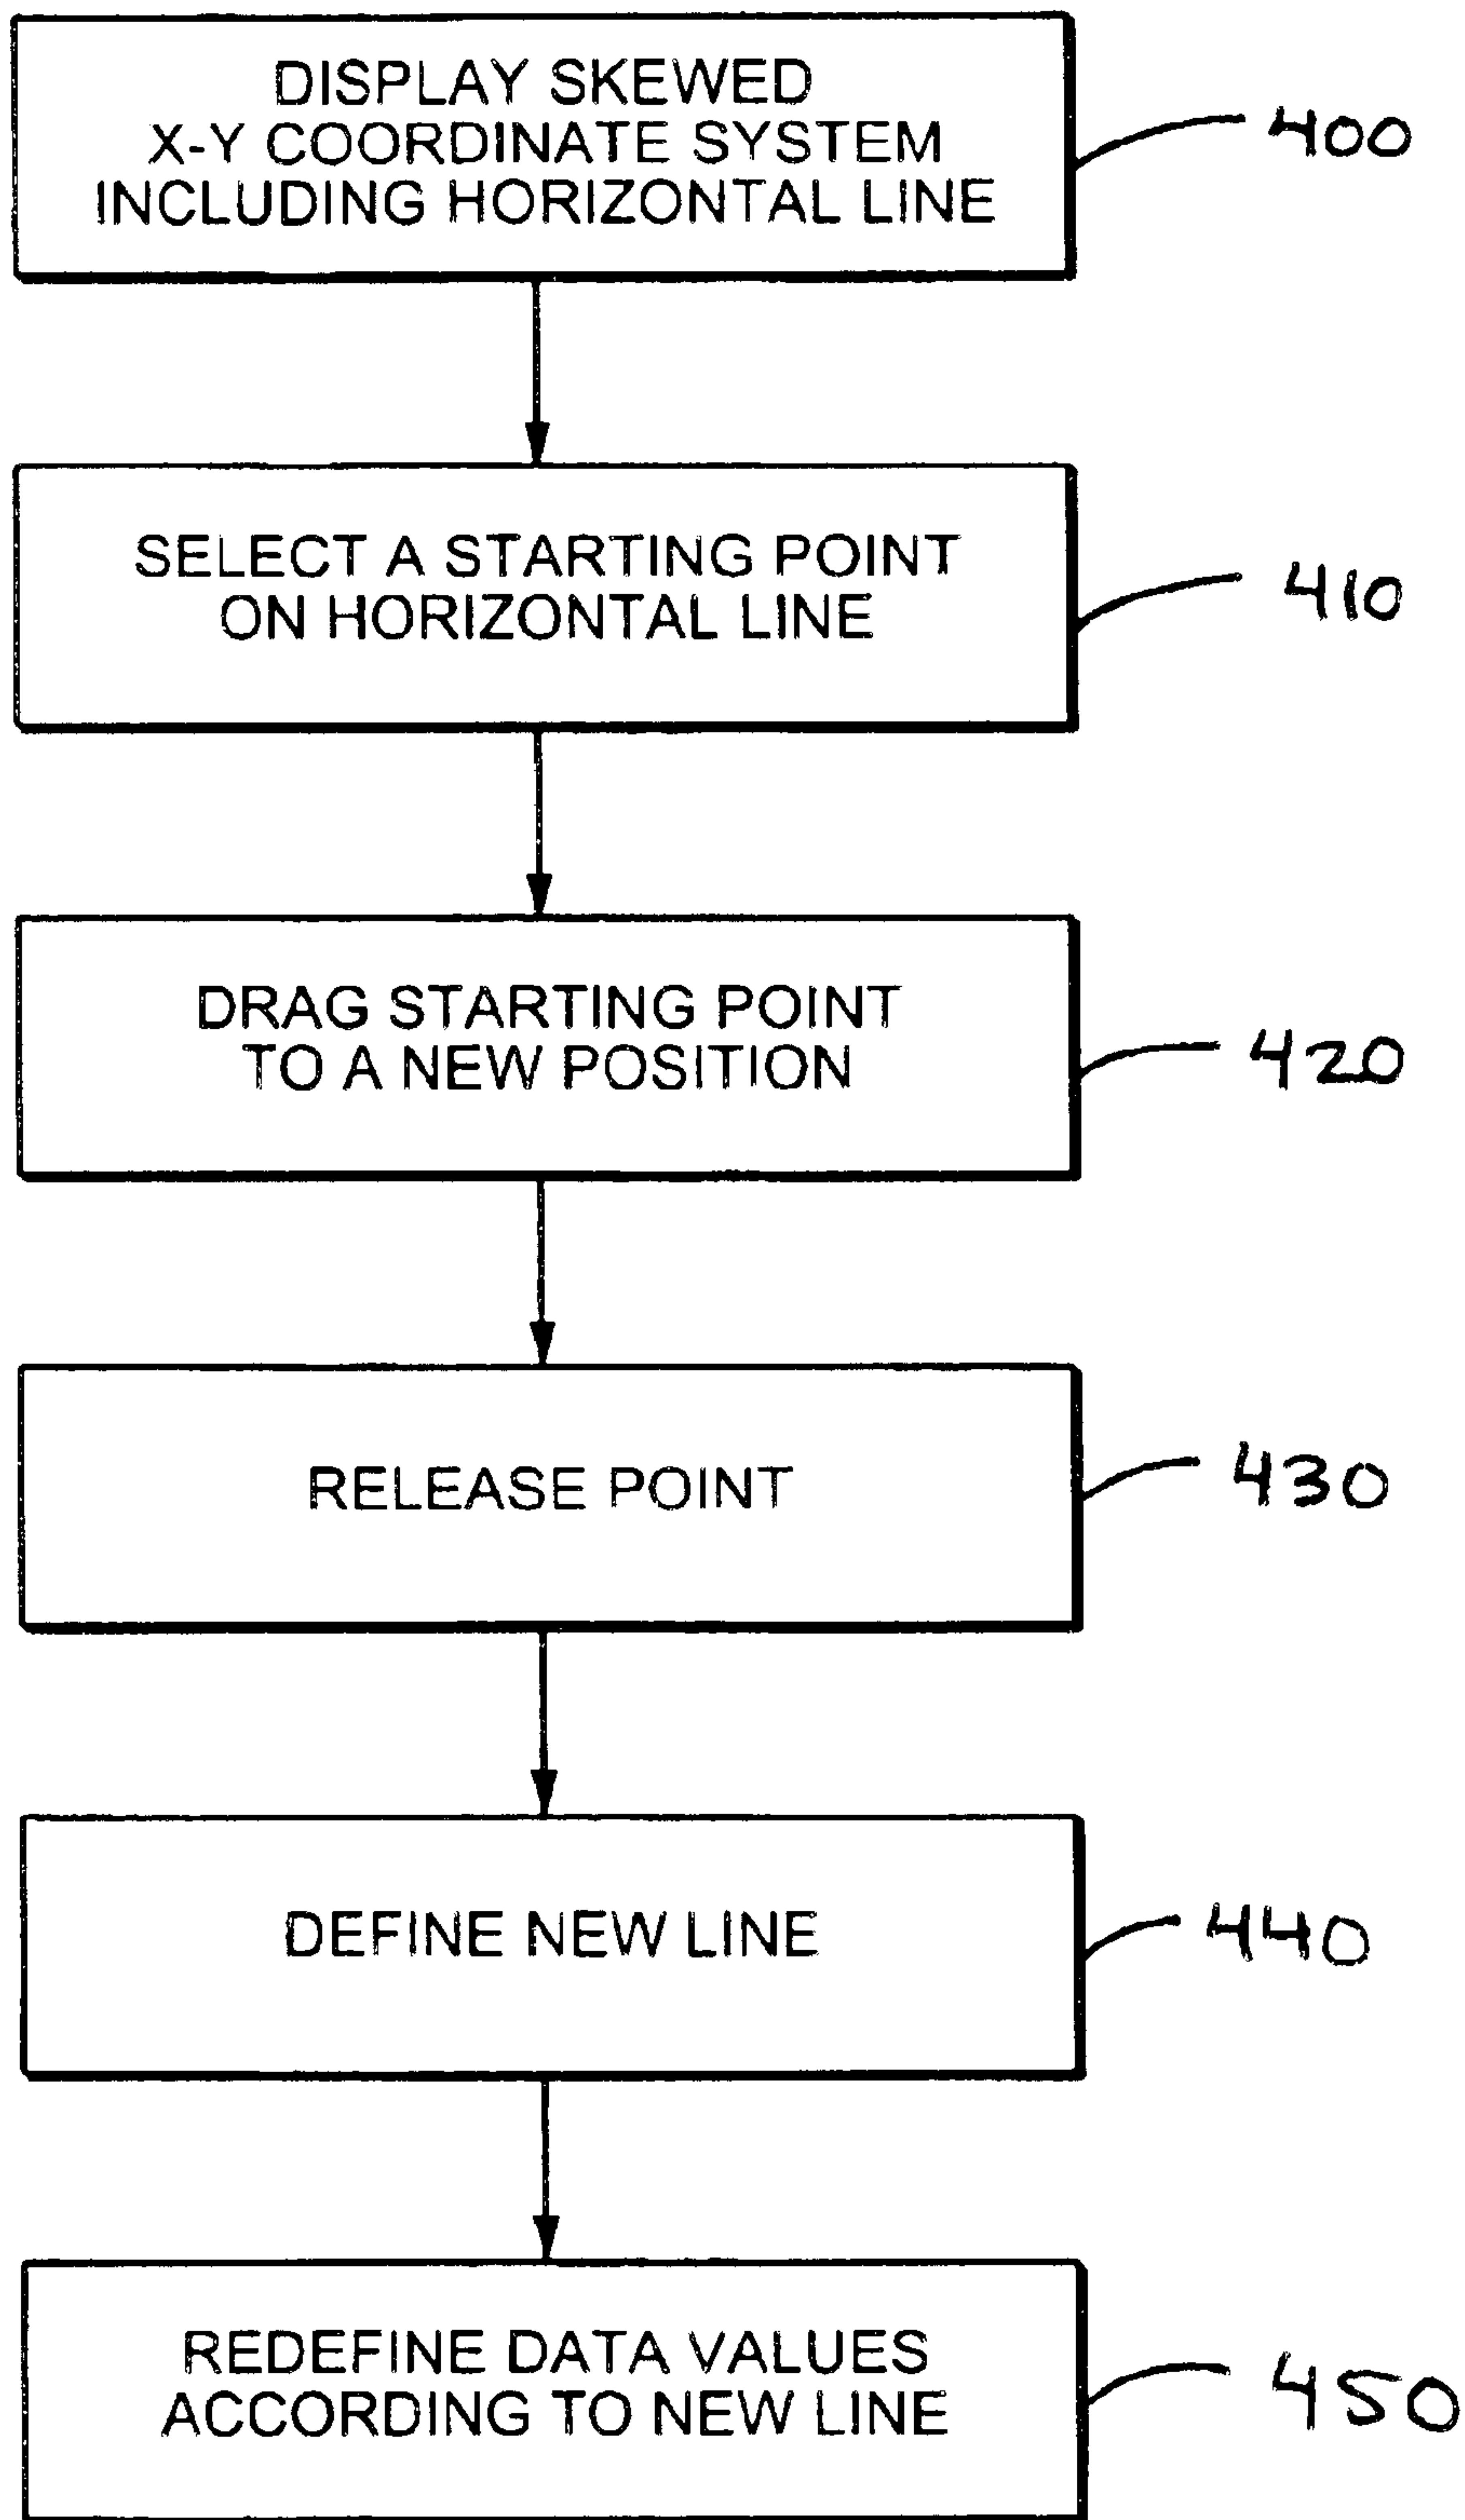 DISPLAY SKEWED
X-Y COORDINATE SYSTEM
INCLUDING HORIZONTAL LINE
400
SELECT A STARTING POINT
ON HORIZONTAL LINE
410
DRAG STARTING POINT
TO A NEW POSITION
420
RELEASE POINT
430
DEFINE NEW LINE
440
REDEFINE DATA VALUES
ACCORDING TO NEW LINE
450